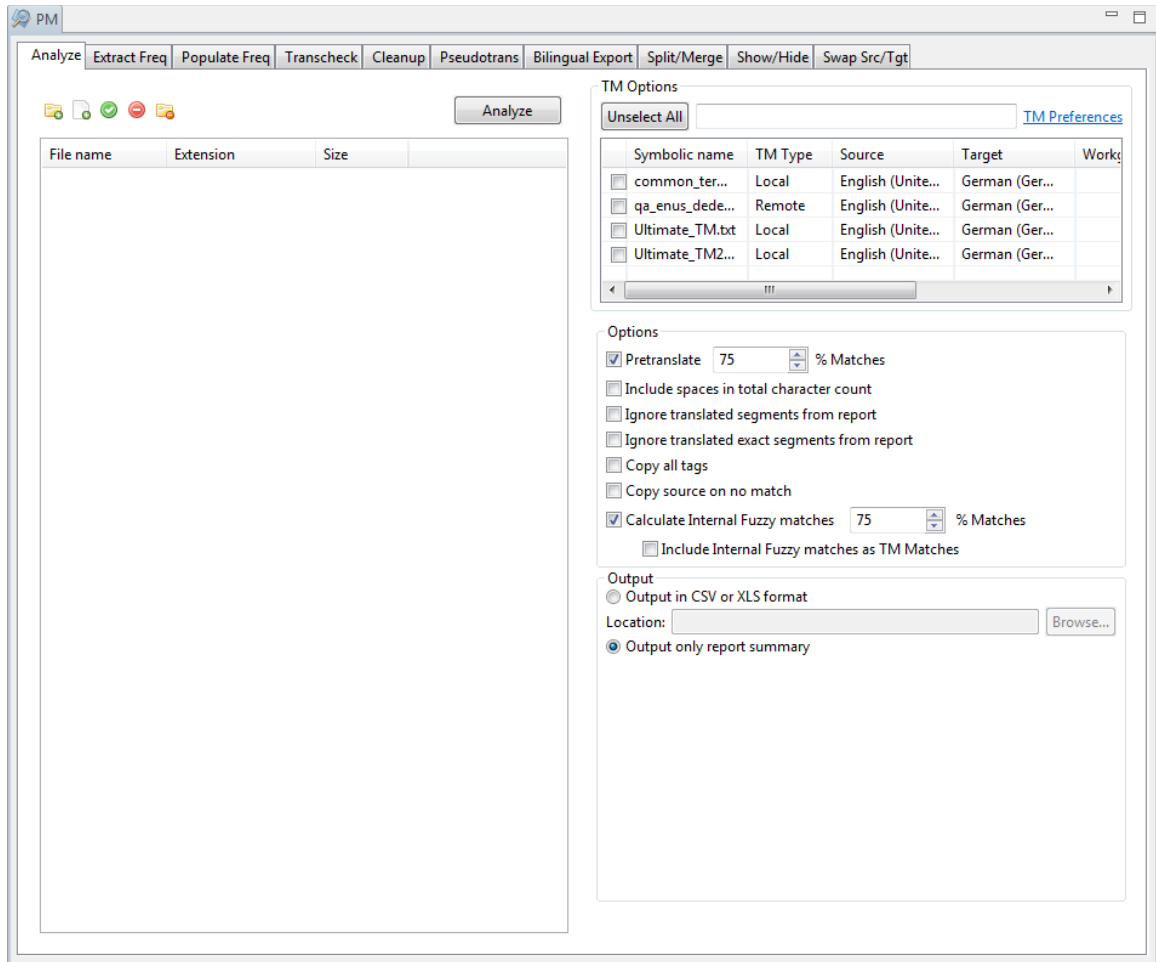 PM
Analyze Extract Freq Populate Freq Transcheck Cleanup Pseudotrans Bilingual Export Split/Merge Show/Hide Swap Src/Tgt
Analyze
File name Extension Size
TM Options
Unselect All TM Preferences
Symbolic name TM Type Source Target Workg
common_ter... Local English (Unite... German (Ger...
qa_enus_dede... Remote English (Unite... German (Ger...
Ultimate_TM.txt Local English (Unite... German (Ger...
Ultimate_TM2... Local English (Unite... German (Ger...
Options
Pretranslate 75 % Matches
Include spaces in total character count
Ignore translated segments from report
Ignore translated exact segments from report
Copy all tags
Copy source on no match
Calculate Internal Fuzzy matches 75 % Matches
Include Internal Fuzzy matches as TM Matches
Output
Output in CSV or XLS format
Location: Browse...
Output only report summary